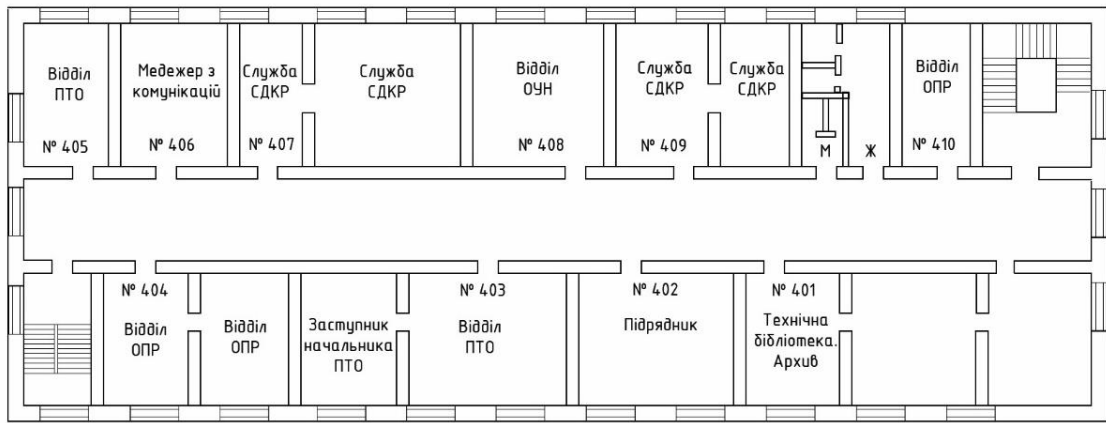 Відділ
ПТО
№ 405
Медежер з
комунікацій
№ 406
Служба
СДКР
№ 407
Служба
СДКР
Відділ
ОУН
№ 408
Служба
СДКР
№ 409
Служба
СДКР
М
Ж
Відділ
ОПР
№ 410
№ 404
Відділ
ОПР
Відділ
ОПР
Заступник
начальника
ПТО
№ 403
Відділ
ПТО
№ 402
Підрядник
№ 401
Технічна
бібліотека.
Архив